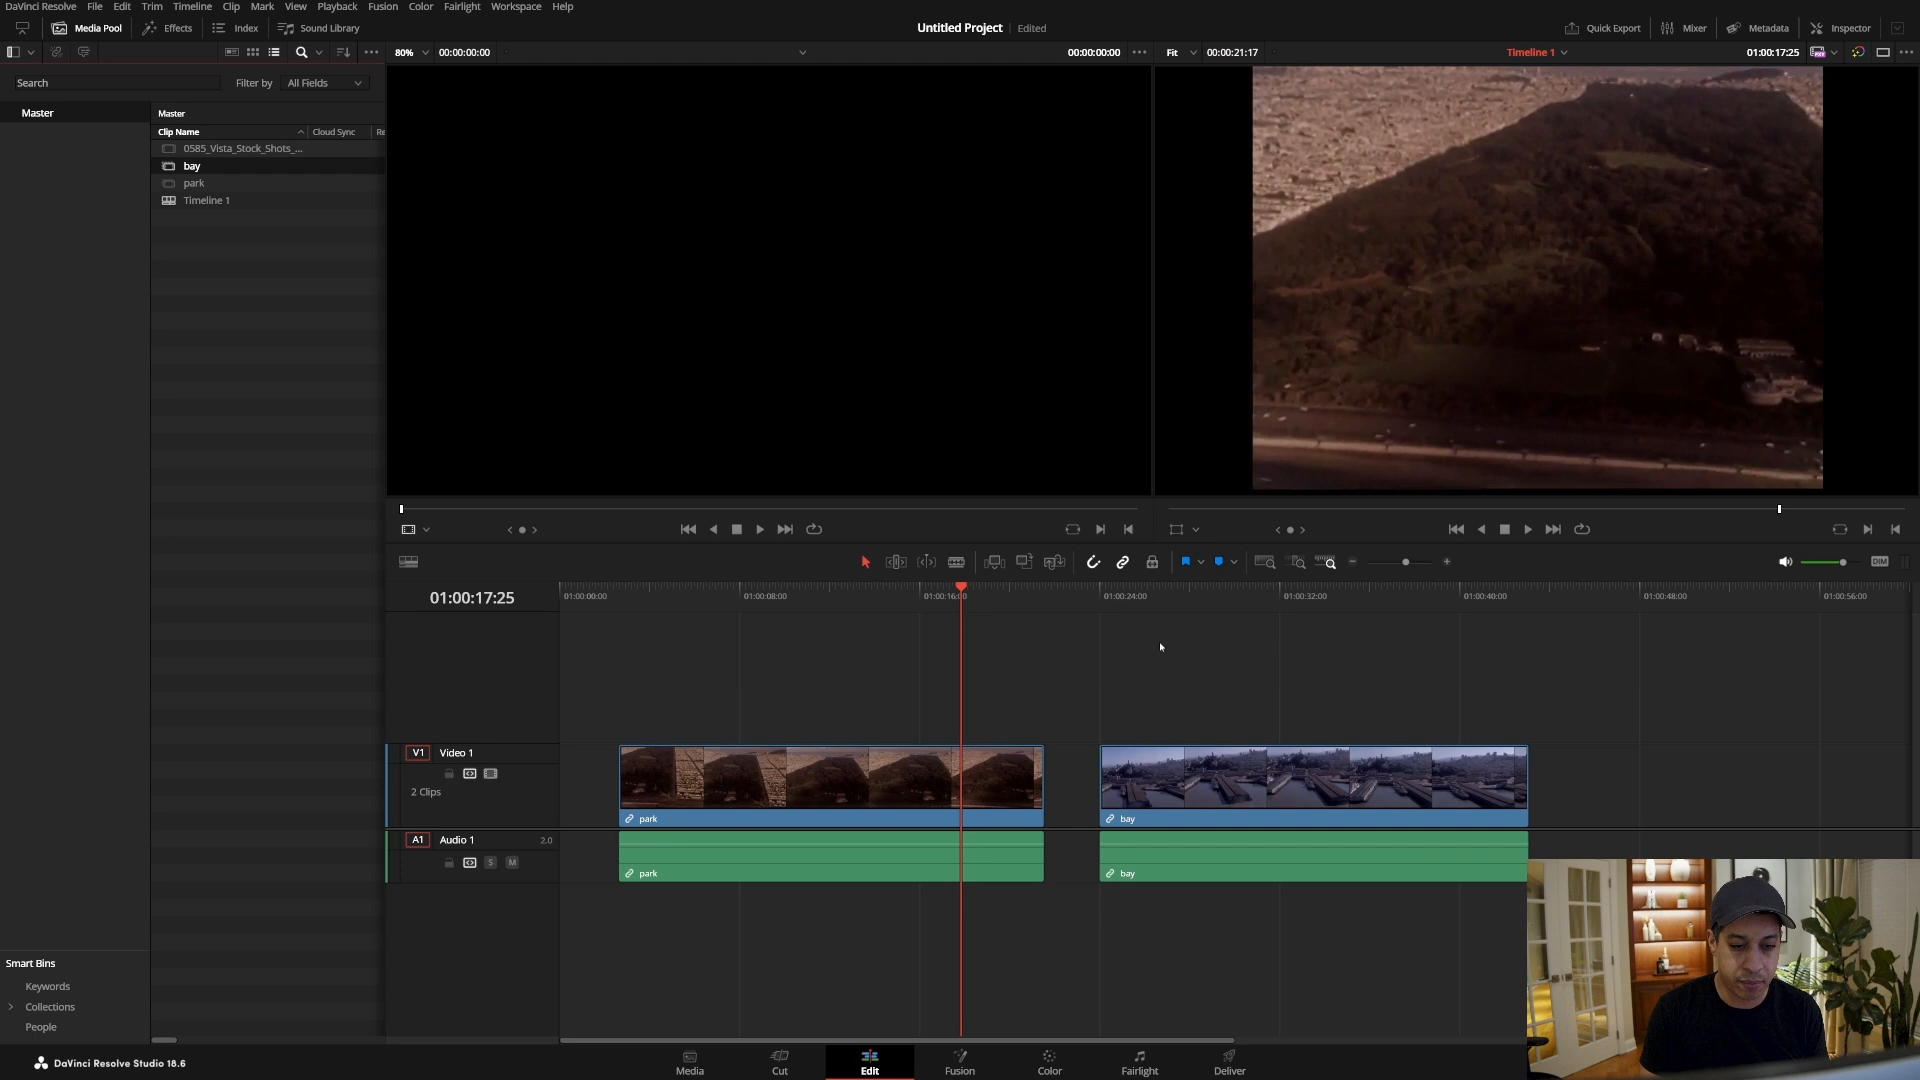 DaVinci Resolve File Edit Trim Timeline Clip Mark View Playback Fusion Color Fairlight Workspace Help
Media Pool Effects Index Sound Library Untitled Project Edited Quick Export Mixer Metadata Inspector
80% 00:00:00:00 00:00:00:00 Fit 00:00:21:17 Timeline 1 01:00:17:25
Search Filter by All Fields
Master Master
Clip Name Cloud Sync Re
0585_Vista_Stock_Shots_...
bay
park
Timeline 1
DIM
01:00:17:25 01:00:00:00 01:00:08:00 01:00:16:00 01:00:24:00 01:00:32:00 01:00:40:00 01:00:48:00 01:00:56:00
V1 Video 1
2 Clips
park bay
A1 Audio 1 2.0
S M
park bay
Smart Bins
Keywords
Collections
People
DaVinci Resolve Studio 18.6
Media Cut Edit Fusion Color Fairlight Deliver